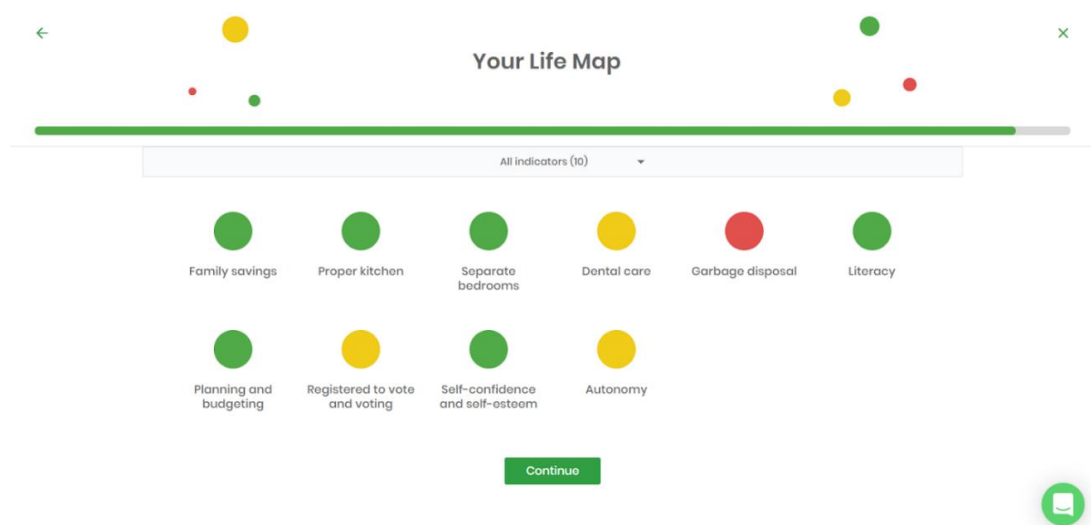 Your Life Map
All indicators (10)
Family savings
Proper kitchen
Separate
bedrooms
Dental care
Garbage disposal
Literacy
Planning and
budgeting
Registered to vote
and voting
Self-confidence
and self-esteem
Autonomy
Continue